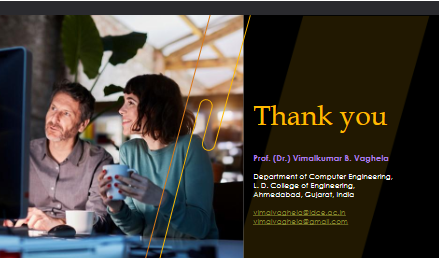 Thank you
Prof. (Dr.) Vimalkumar B. Vaghela
Department of Computer Engineering,
L. D. College of Engineering,
Ahmedabad, Gujarat, India
vimalvaghela@ldce.ac.in
vimalvaghela@gmail.com